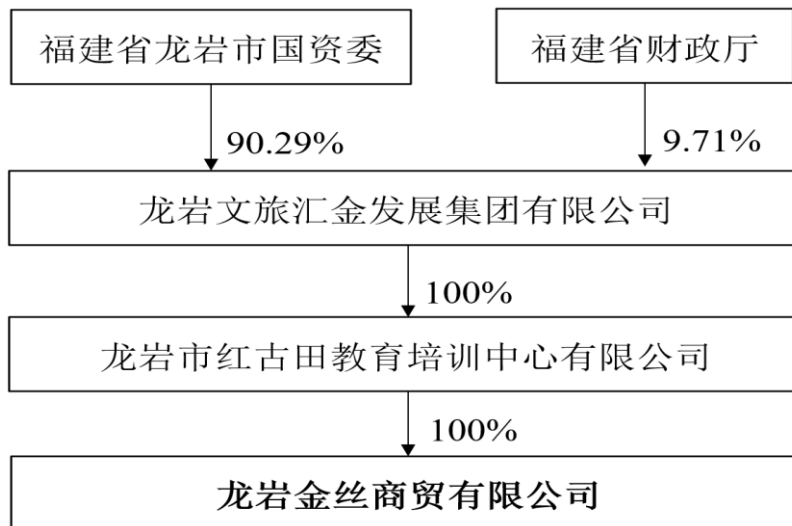 福建省龙岩市国资委
福建省财政厅
90.29%
9.71%
龙岩文旅汇金发展集团有限公司
100%
龙岩市红古田教育培训中心有限公司
100%
龙岩金丝商贸有限公司